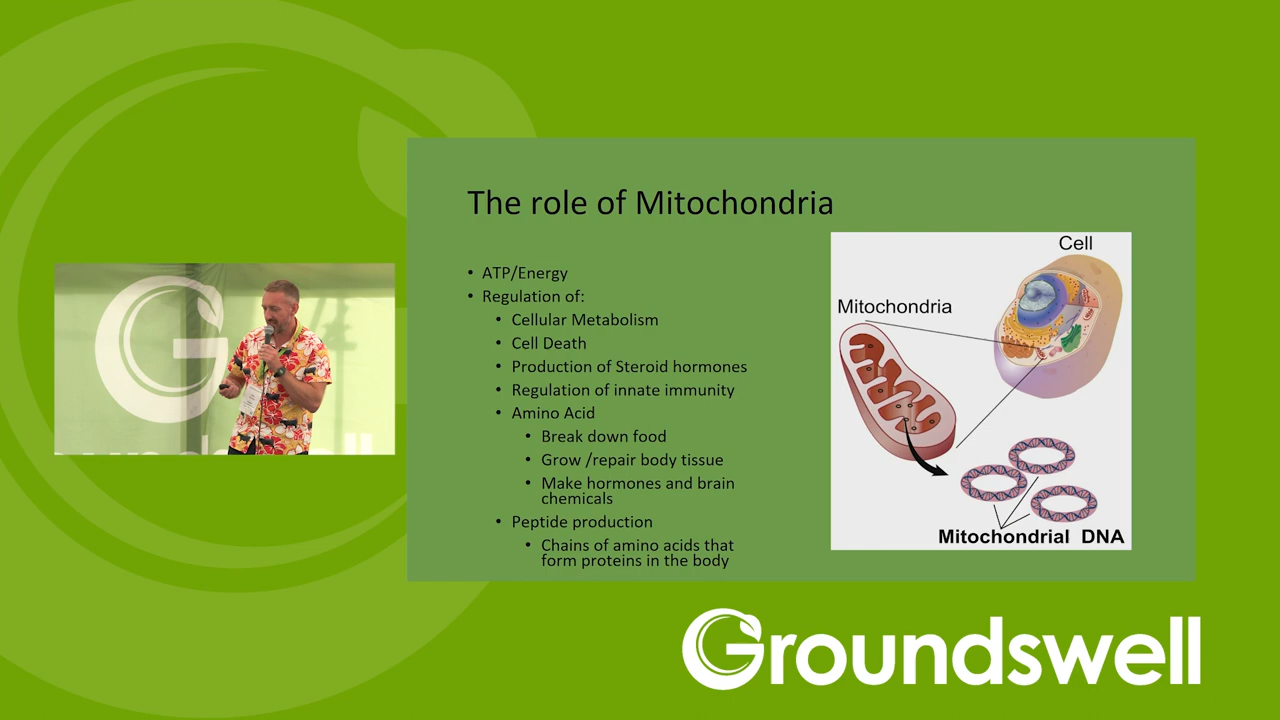 The role of Mitochondria
• ATP/Energy
• Regulation of:
• Cellular Metabolism
• Cell Death
• Production of Steroid hormones
• Regulation of innate immunity
• Amino Acid
• Break down food
• Grow /repair body tissue
• Make hormones and brain
chemicals
• Peptide production
• Chains of amino acids that
form proteins in the body
Cell
Mitochondria
Mitochondrial DNA
Groundswell